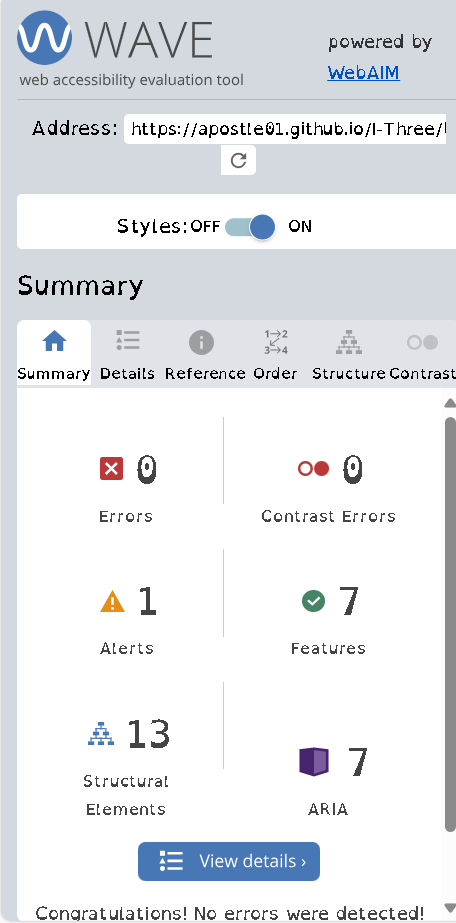 WAVE
web accessibility evaluation tool
powered by
WebAIM
Address: https://apostle01.github.io/I-Three/
Styles: OFF ON
Summary
Summary Details Reference Order Structure Contrast
0
Errors
0
Contrast Errors
1
Alerts
7
Features
13
Structural
Elements
7
ARIA
View details ›
Congratulations! No errors were detected!